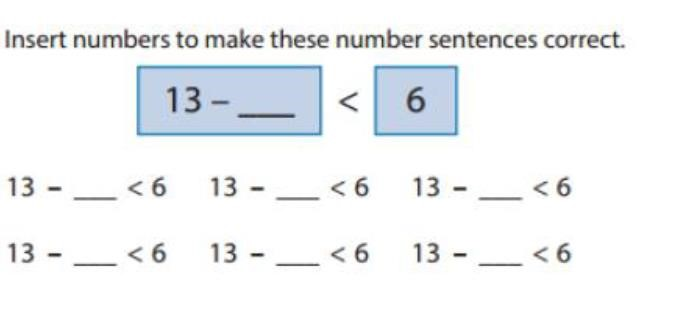 Insert numbers to make these number sentences correct.
13 – ___ < 6
13 - ___ < 6 13 - ___ < 6 13 - ___ < 6
13 - ___ < 6 13 - ___ < 6 13 - ___ < 6